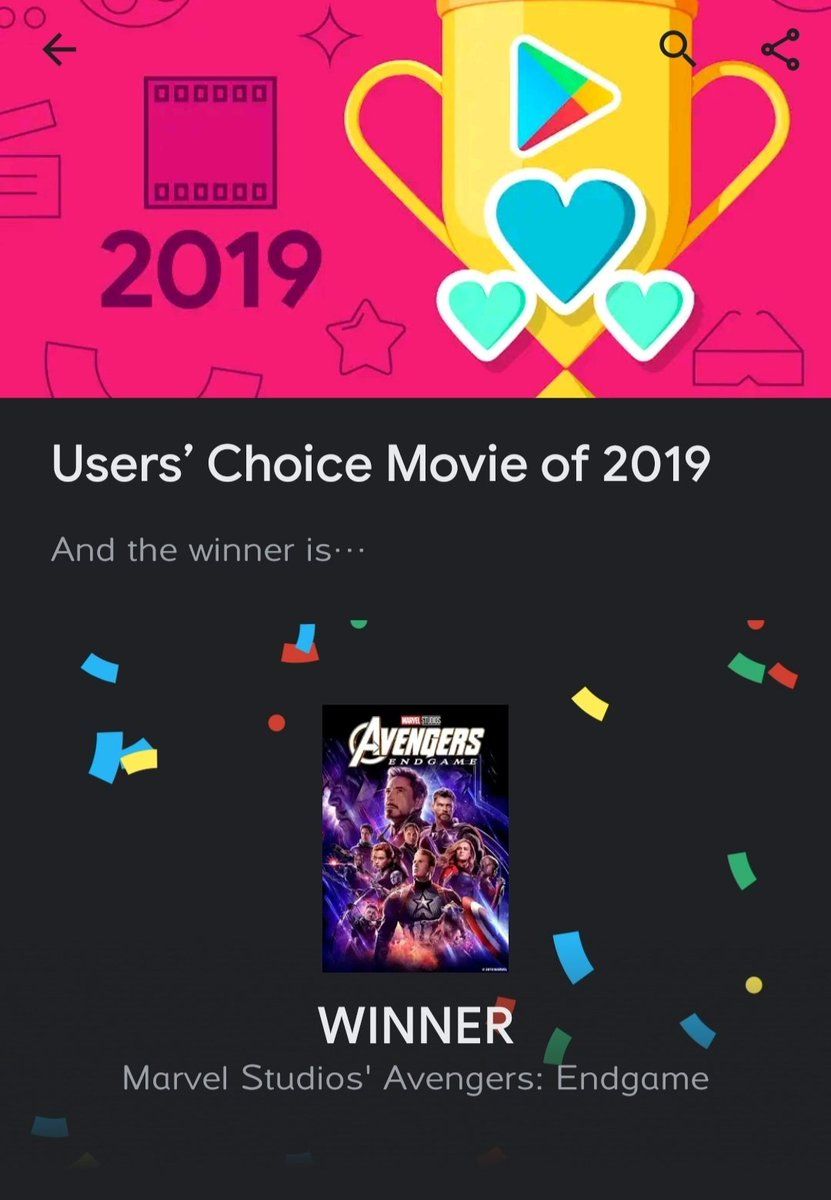 2019
Users’ Choice Movie of 2019
And the winner is…
MARVEL STUDIOS
AVENGERS
ENDGAME
WINNER
Marvel Studios' Avengers: Endgame